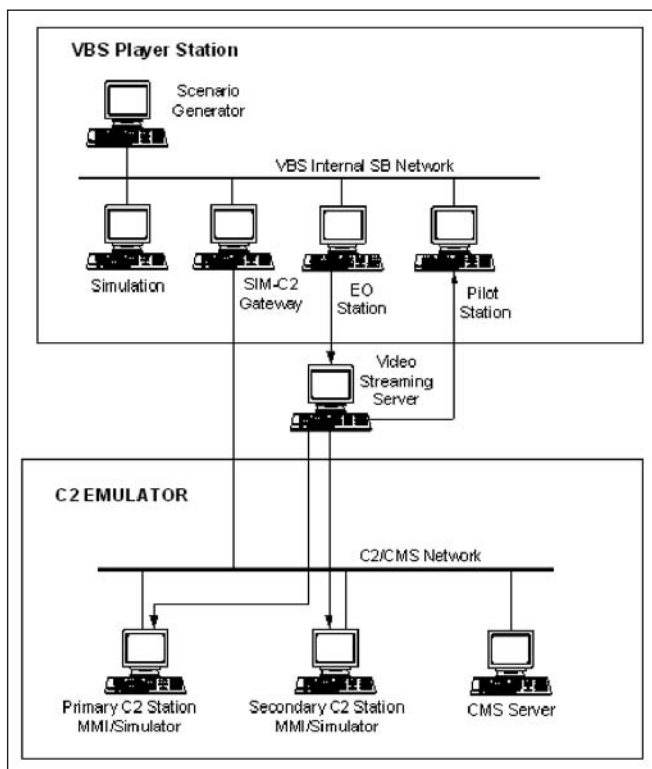 VBS Player Station
Scenario
Generator
VBS Internal SB Network
Simulation
SIM-C2
Gateway
EO
Station
Pilot
Station
Video
Streaming
Server
C2 EMULATOR
C2/CMS Network
Primary C2 Station
MMI/Simulator
Secondary C2 Station
MMI/Simulator
CMS Server